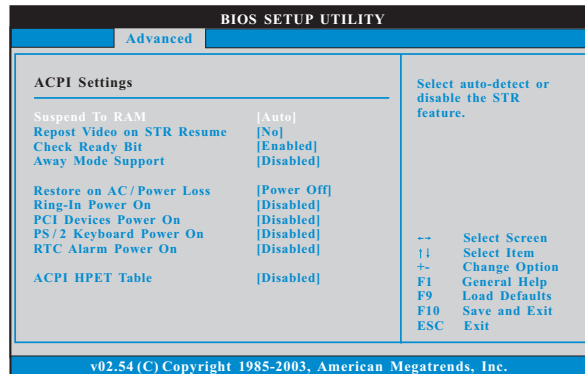 BIOS SETUP UTILITY
Advanced
ACPI Settings
Suspend To RAM [Auto]
Repost Video on STR Resume [No]
Check Ready Bit [Enabled]
Away Mode Support [Disabled]
Restore on AC / Power Loss [Power Off]
Ring-In Power On [Disabled]
PCI Devices Power On [Disabled]
PS / 2 Keyboard Power On [Disabled]
RTC Alarm Power On [Disabled]
ACPI HPET Table [Disabled]
Select auto-detect or
disable the STR
feature.
←→ Select Screen
↑↓ Select Item
+- Change Option
F1 General Help
F9 Load Defaults
F10 Save and Exit
ESC Exit
v02.54 (C) Copyright 1985-2003, American Megatrends, Inc.